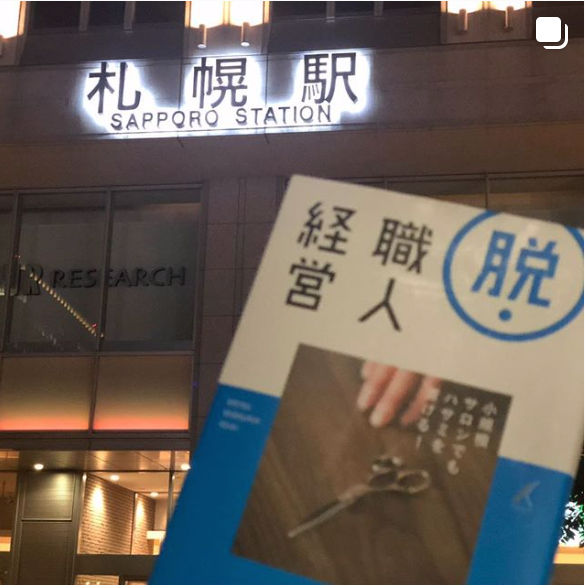 札幌駅
SAPPORO STATION
RESEARCH
脱・
職人
経営
小規模
サロンでも
ハサミを